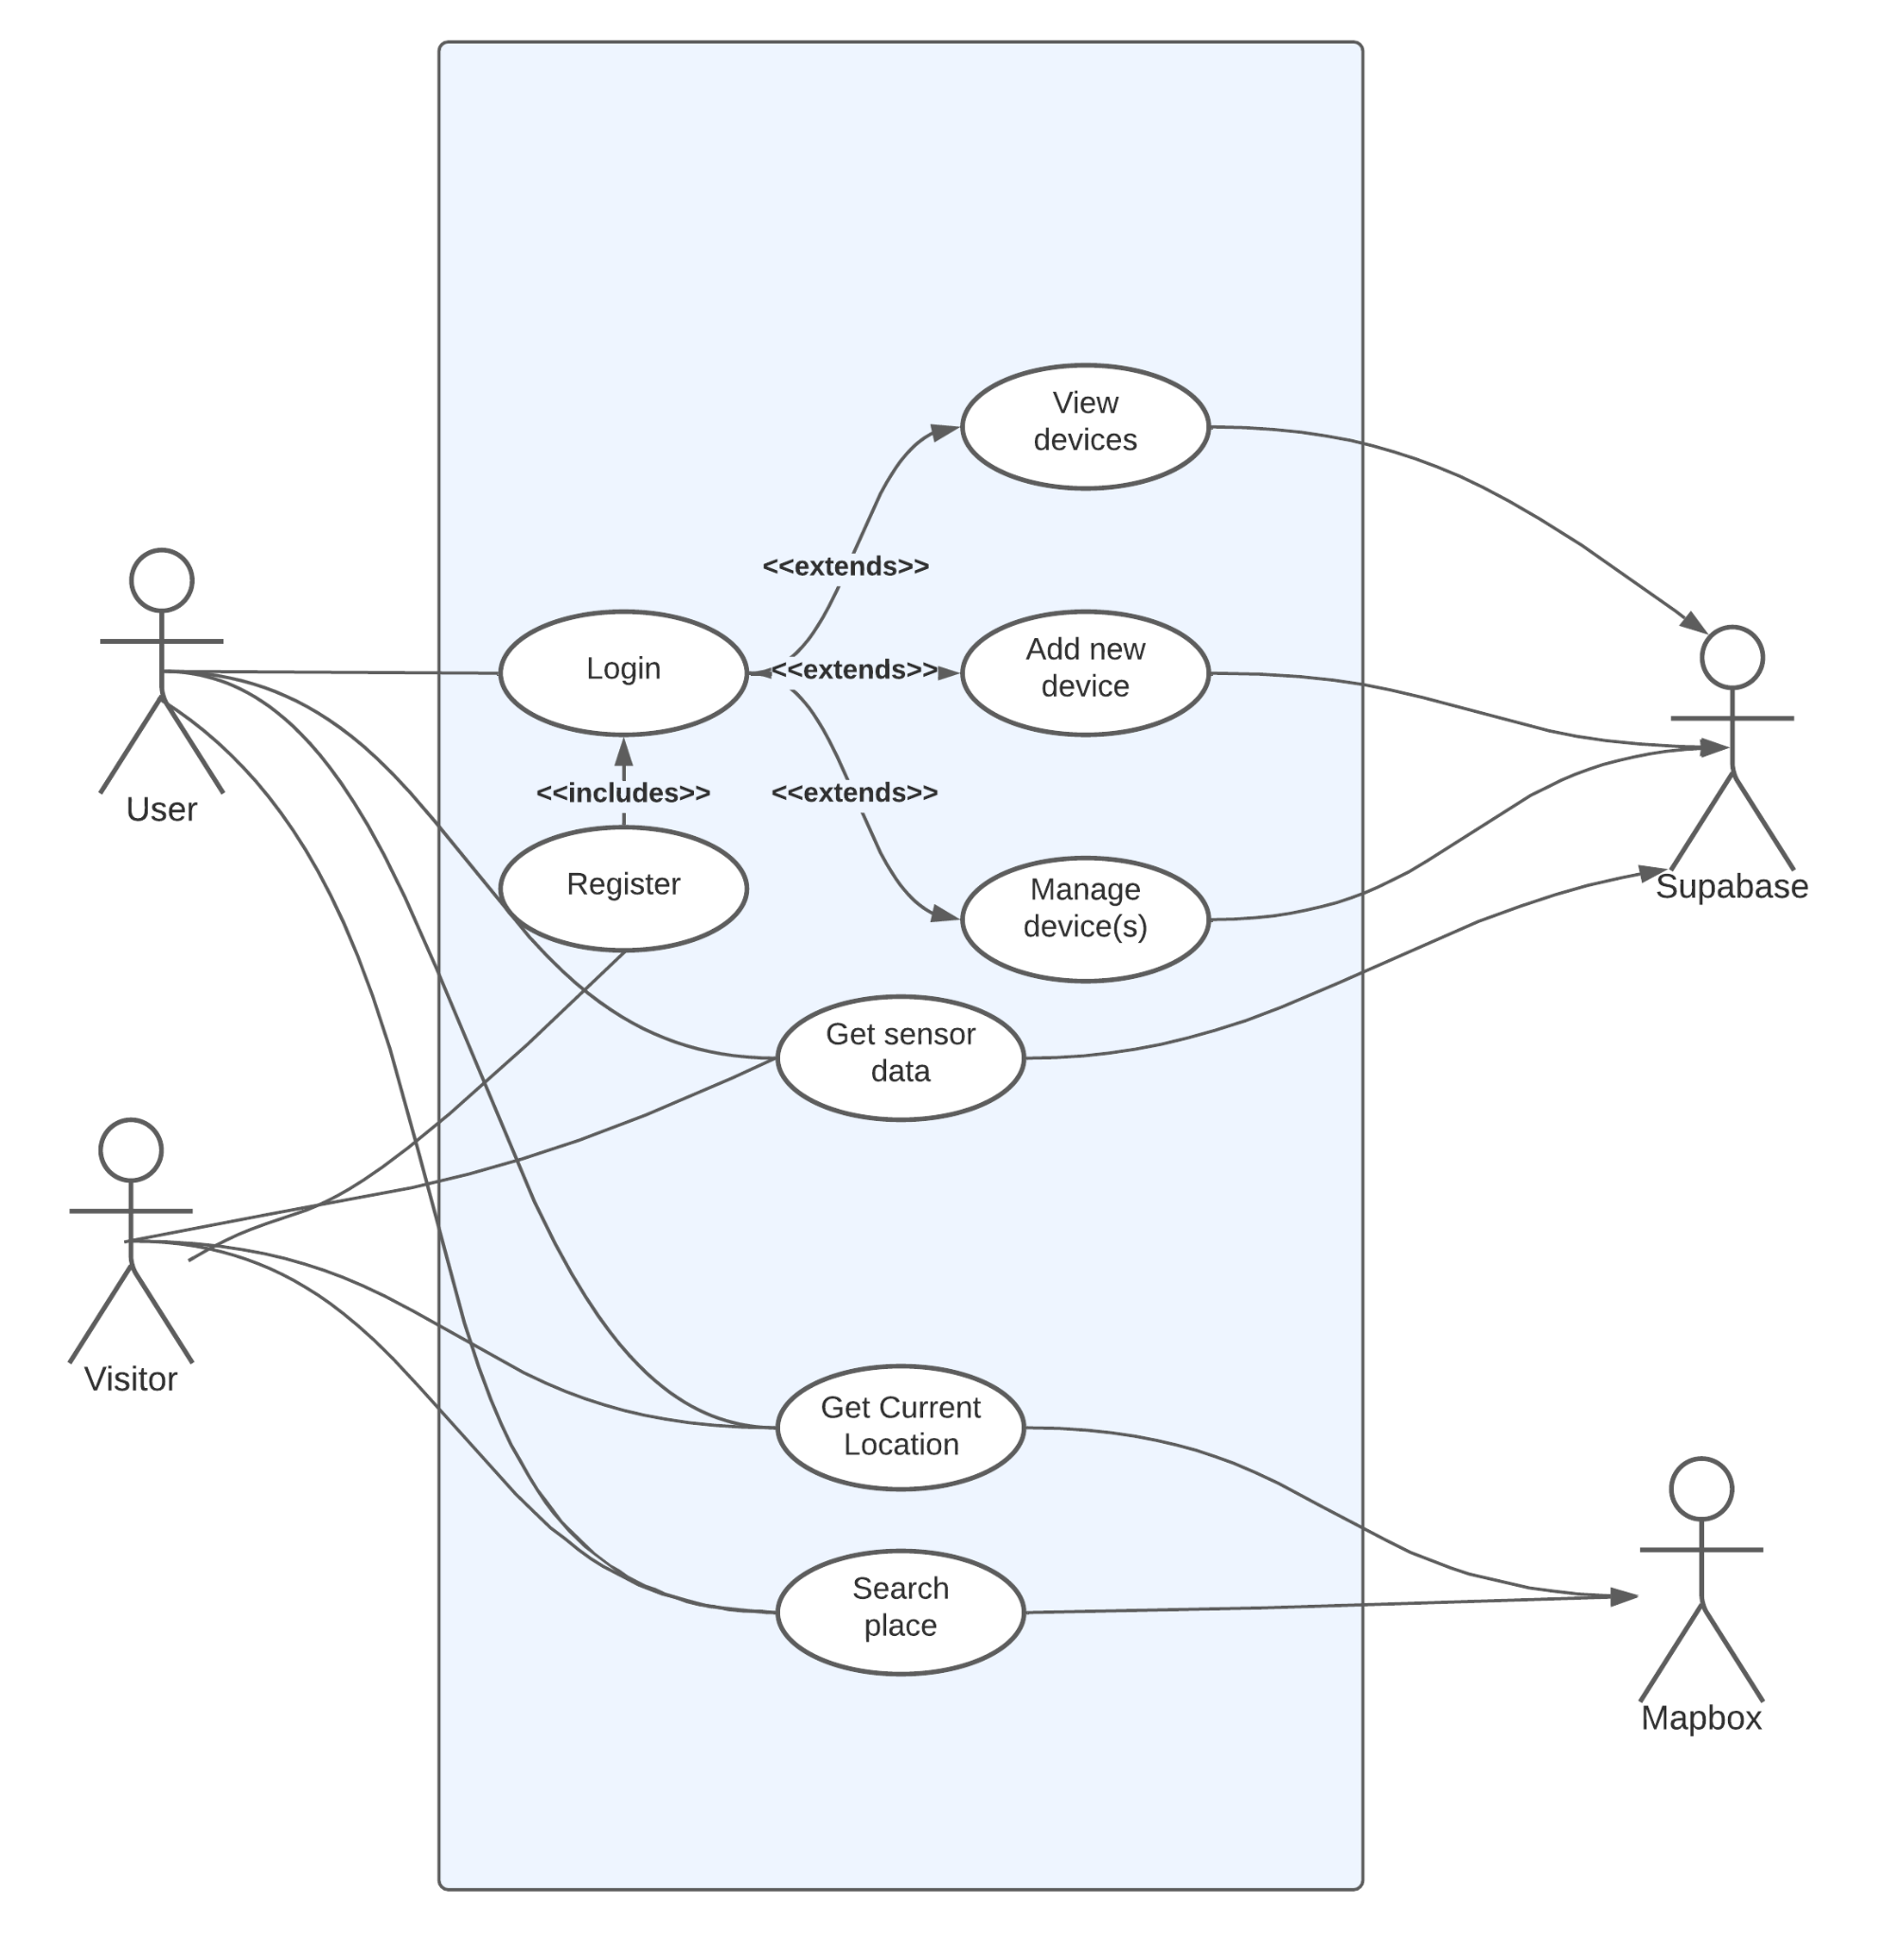 View
devices
<<extends>>
Login
<<extends>>
Add new
device
User
<<includes>>
<<extends>>
Register
Manage
device(s)
Supabase
Get sensor
data
Visitor
Get Current
Location
Search
place
Mapbox